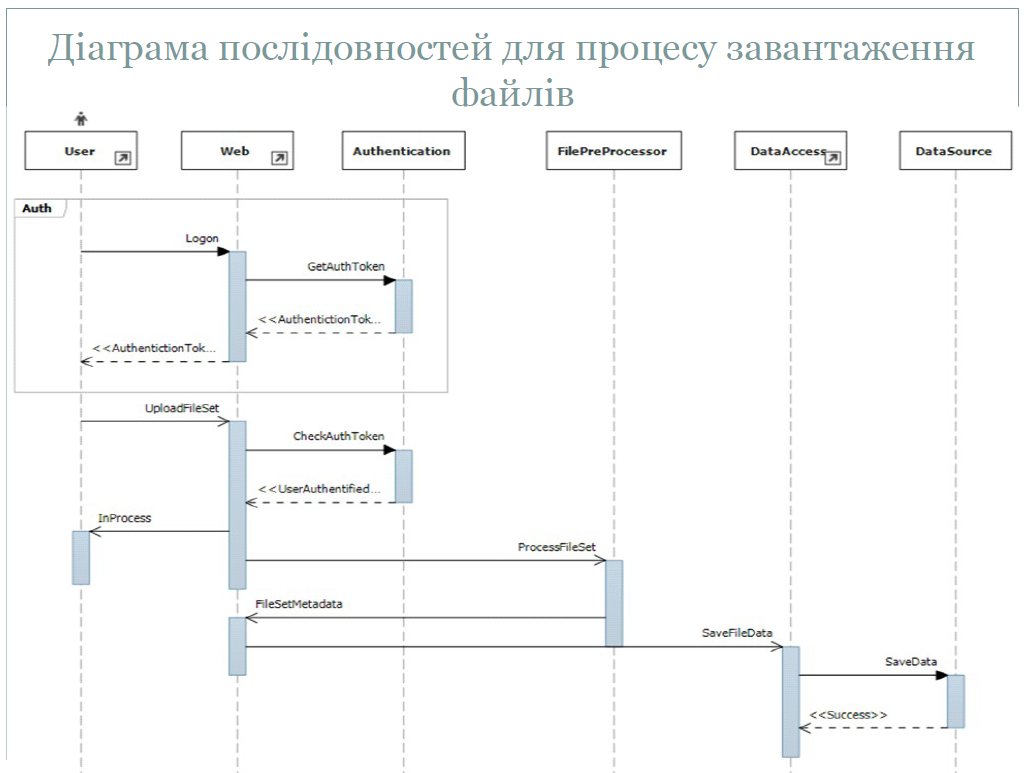 Діаграма послідовностей для процесу завантаження
файлів
User
Web
Authentication
FilePreProcessor
DataAccess
DataSource
Auth
Logon
GetAuthToken
<<AuthentictionTok...
<<AuthentictionTok...
UploadFileSet
CheckAuthToken
<<UserAuthentified...
InProcess
ProcessFileSet
FileSetMetadata
SaveFileData
SaveData
<<Success>>